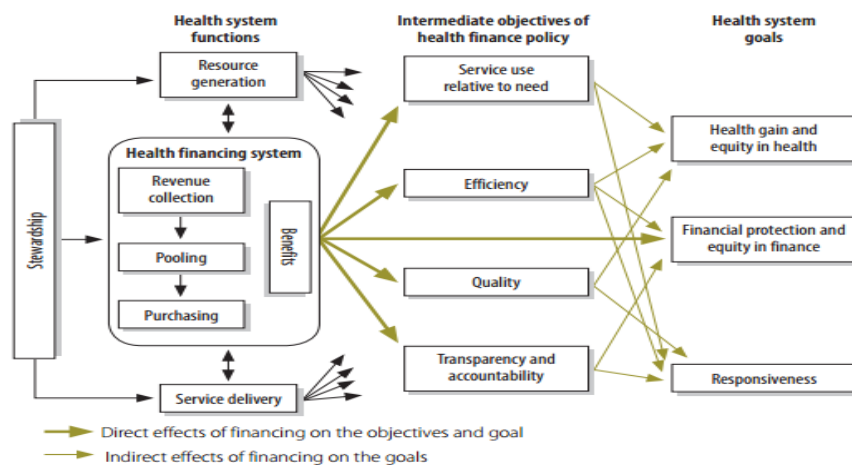 Health system
functions
Intermediate objectives of
health finance policy
Health system
goals
Stewardship
Resource
generation
Health financing system
Revenue
collection
Pooling
Purchasing
Benefits
Service delivery
Service use
relative to need
Efficiency
Quality
Transparency and
accountability
Health gain and
equity in health
Financial protection and
equity in finance
Responsiveness
Direct effects of financing on the objectives and goal
Indirect effects of financing on the goals